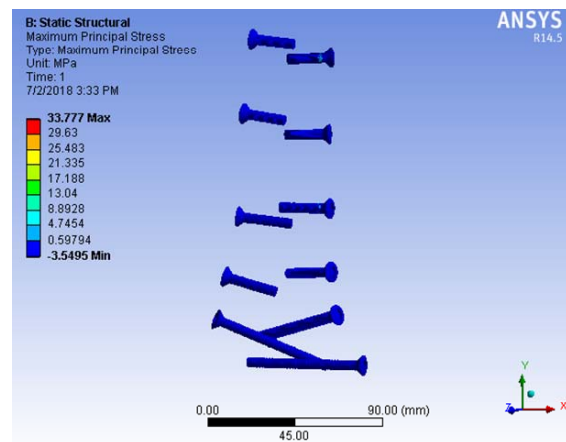 B: Static Structural
Maximum Principal Stress
Type: Maximum Principal Stress
Unit: MPa
Time: 1
7/2/2018 3:33 PM
33.777 Max
29.63
25.483
21.335
17.188
13.04
8.8928
4.7454
0.59794
-3.5495 Min
ANSYS
R14.5
0.00
90.00 (mm)
45.00
Y
Z
X